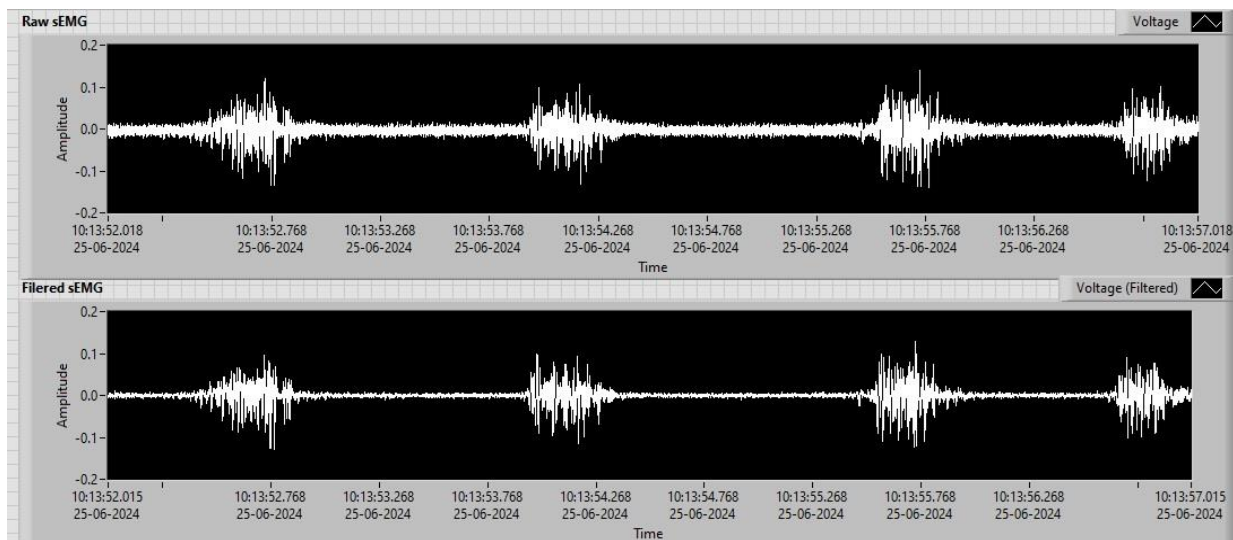 Raw sEMG
Voltage
0.2
0.1
0.0
-0.1
-0.2
Amplitude
10:13:52.018 10:13:52.768 10:13:53.268 10:13:53.768 10:13:54.268 10:13:54.768 10:13:55.268 10:13:55.768 10:13:56.268 10:13:57.018
25-06-2024 25-06-2024 25-06-2024 25-06-2024 25-06-2024 25-06-2024 25-06-2024 25-06-2024 25-06-2024 25-06-2024
Time
Filered sEMG
Voltage (Filtered)
0.2
0.1
0.0
-0.1
-0.2
Amplitude
10:13:52.015 10:13:52.768 10:13:53.268 10:13:53.768 10:13:54.268 10:13:54.768 10:13:55.268 10:13:55.768 10:13:56.268 10:13:57.015
25-06-2024 25-06-2024 25-06-2024 25-06-2024 25-06-2024 25-06-2024 25-06-2024 25-06-2024 25-06-2024 25-06-2024
Time